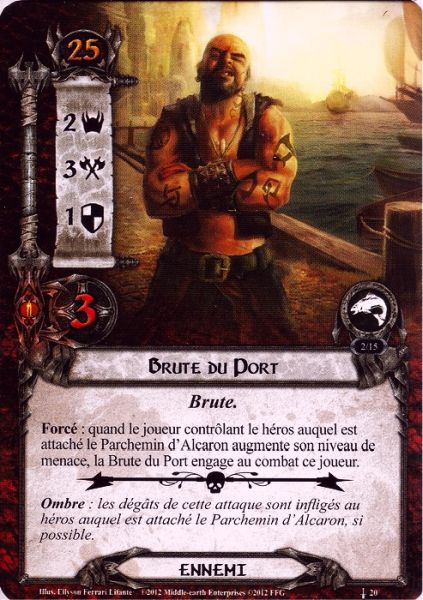 25
2
3
1
3
2/15
Brute du Port
Brute.
Forcé : quand le joueur contrôlant le héros auquel est
attaché le Parchemin d'Alcaron augmente son niveau de
menace, la Brute du Port engage au combat ce joueur.
Ombre : les dégâts de cette attaque sont infligés au
héros auquel est attaché le Parchemin d'Alcaron, si
possible.
ENNEMI
Illus. Ellyson Ferrari Lifante ©2012 Middle-earth Enterprises ©2012 FFG 20